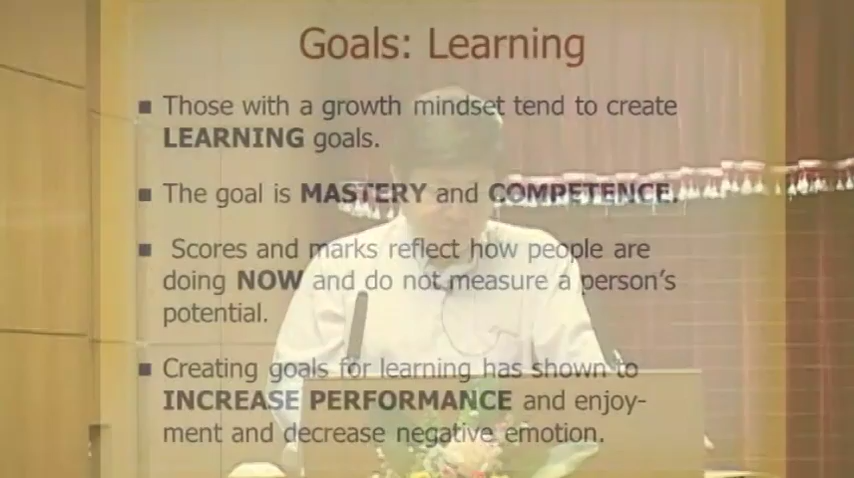 Goals: Learning
■ Those with a growth mindset tend to create
LEARNING goals.
■ The goal is MASTERY and COMPETENCE.
■ Scores and marks reflect how people are
doing NOW and do not measure a person's
potential.
■ Creating goals for learning has shown to
INCREASE PERFORMANCE and enjoy-
ment and decrease negative emotion.